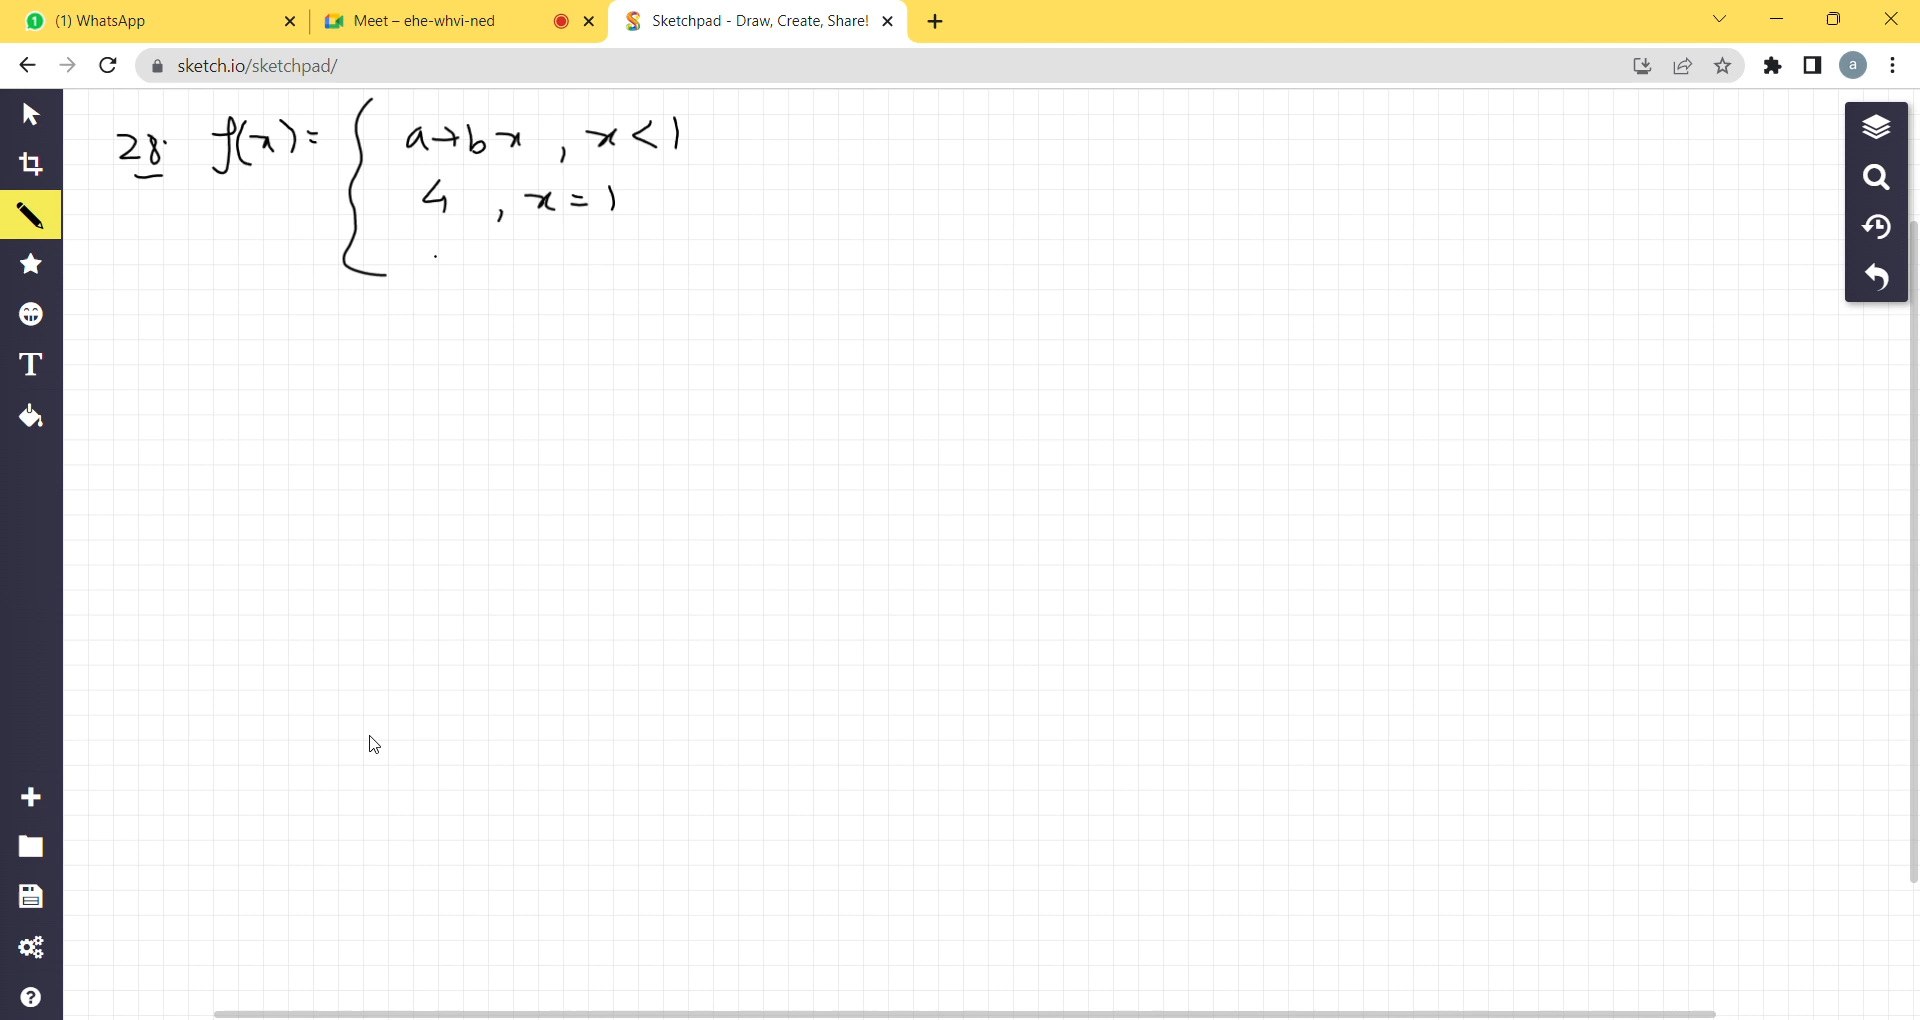 (1) WhatsApp
Meet – ehe-whvi-ned
Sketchpad - Draw, Create, Share!
sketch.io/sketchpad/
a
28. f(x) = { a+bx , x < 1
4 , x = 1
T